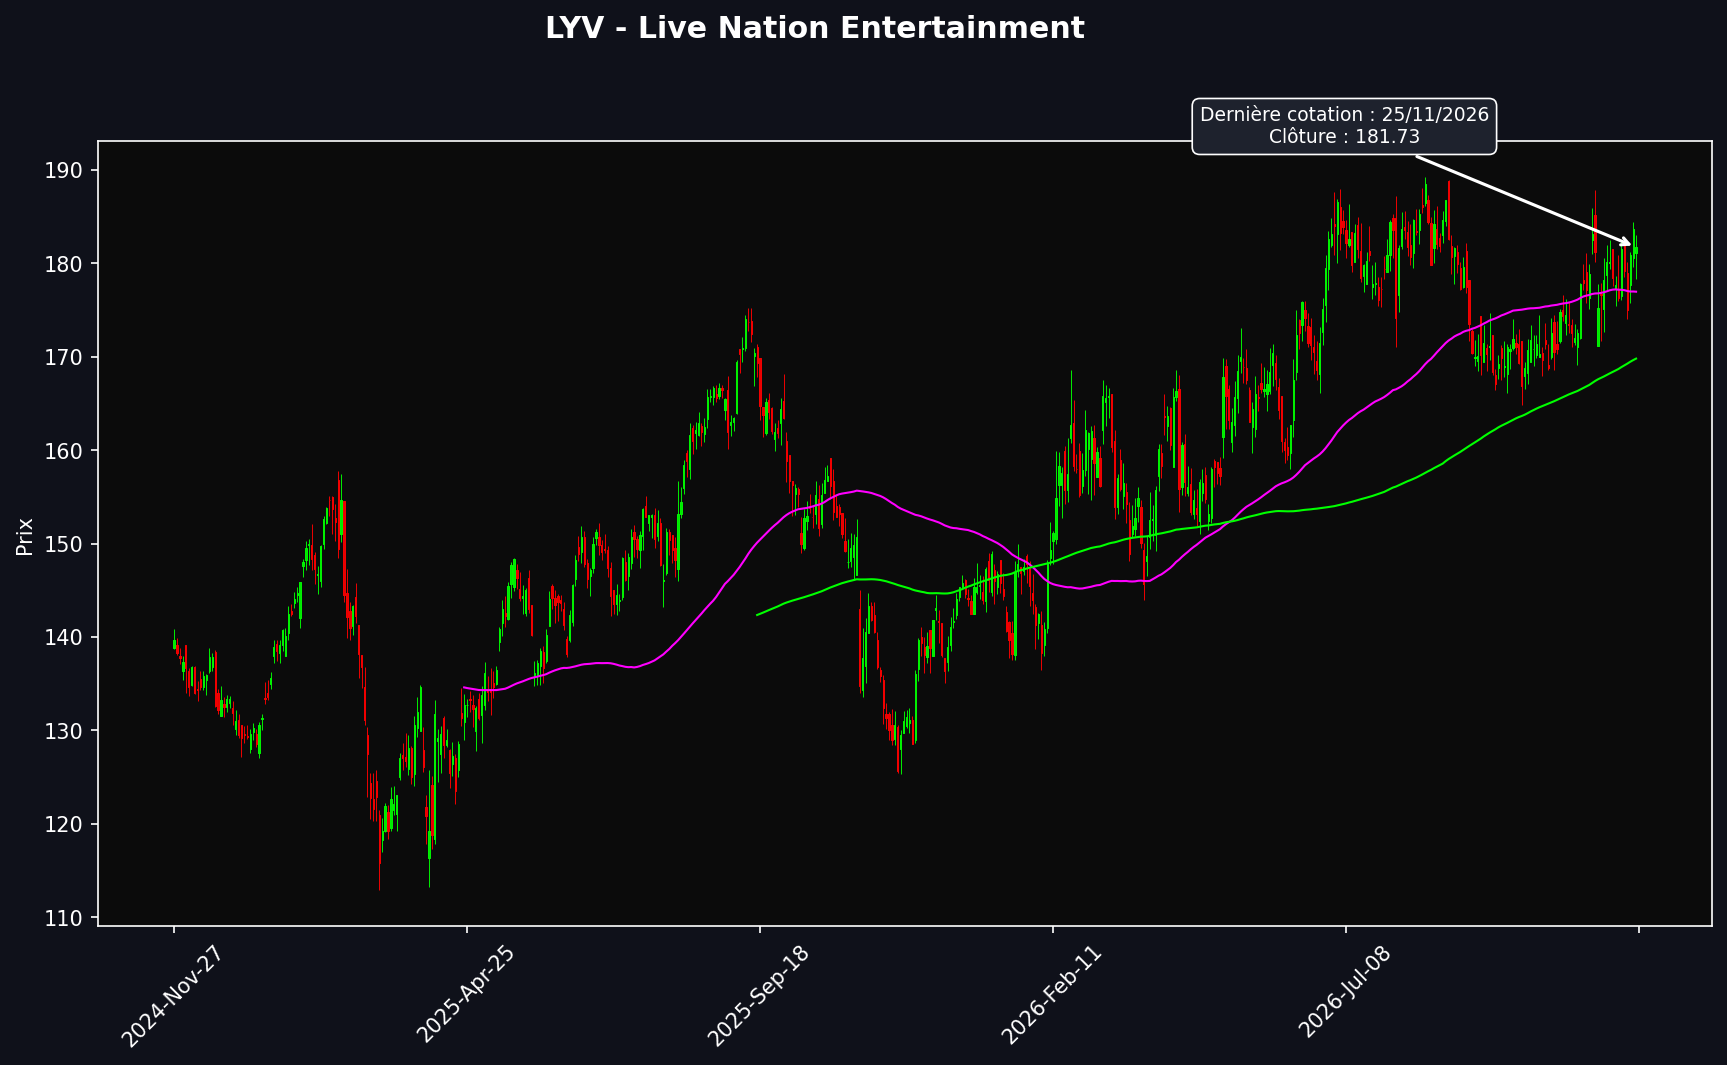 LYV - Live Nation Entertainment
Dernière cotation : 25/11/2026
Clôture : 181.73
Prix
190
180
170
160
150
140
130
120
110
2024-Nov-27
2025-Apr-25
2025-Sep-18
2026-Feb-11
2026-Jul-08